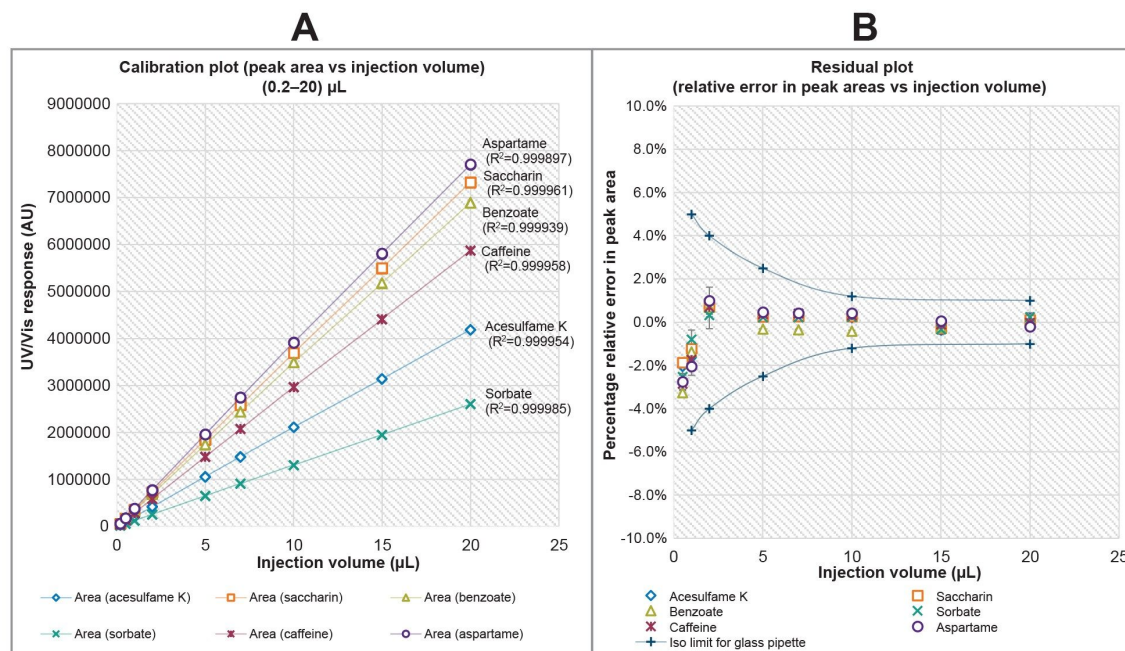 A
B
Calibration plot (peak area vs injection volume)
(0.2–20) µL
9000000
8000000
7000000
6000000
5000000
4000000
3000000
2000000
1000000
0
UV/Vis response (AU)
Aspartame
(R²=0.999897)
Saccharin
(R²=0.999961)
Benzoate
(R²=0.999939)
Caffeine
(R²=0.999958)
Acesulfame K
(R²=0.999954)
Sorbate
(R²=0.999985)
0 5 10 15 20 25
Injection volume (µL)
Area (acesulfame K) Area (saccharin) Area (benzoate)
Area (sorbate) Area (caffeine) Area (aspartame)
Residual plot
(relative error in peak areas vs injection volume)
10.0%
8.0%
6.0%
4.0%
2.0%
0.0%
-2.0%
-4.0%
-6.0%
-8.0%
-10.0%
Percentage relative error in peak area
0 5 10 15 20 25
Injection volume (µL)
Acesulfame K Saccharin
Benzoate Sorbate
Caffeine Aspartame
Iso limit for glass pipette